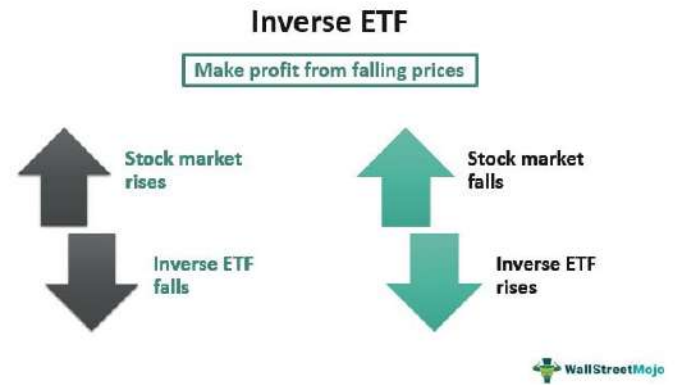 Inverse ETF
Make profit from falling prices
Stock market
rises
Inverse ETF
falls
Stock market
falls
Inverse ETF
rises
WallStreetMojo